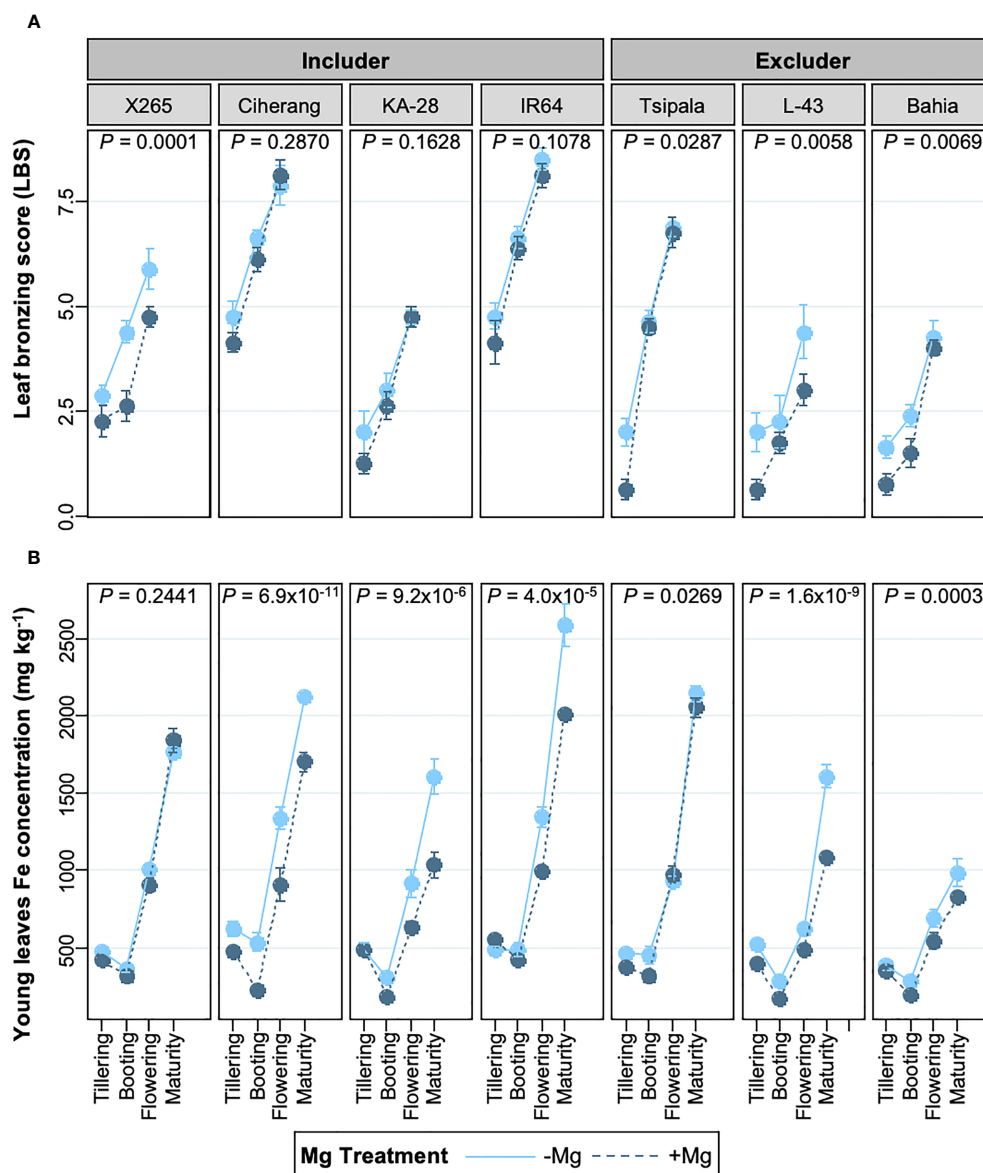 A
Includer Excluder
X265 Ciherang KA-28 IR64 Tsipala L-43 Bahia
P = 0.0001 P = 0.2870 P = 0.1628 P = 0.1078 P = 0.0287 P = 0.0058 P = 0.0069
Leaf bronzing score (LBS)
7.5
5.0
2.5
0.0
B
P = 0.2441 P = 6.9x10-11 P = 9.2x10-6 P = 4.0x10-5 P = 0.0269 P = 1.6x10-9 P = 0.0003
Young leaves Fe concentration (mg kg-1)
2500
2000
1500
1000
500
Tillering Booting Flowering Maturity Tillering Booting Flowering Maturity Tillering Booting Flowering Maturity Tillering Booting Flowering Maturity Tillering Booting Flowering Maturity Tillering Booting Flowering Maturity Tillering Booting Flowering Maturity
Mg Treatment -Mg +Mg